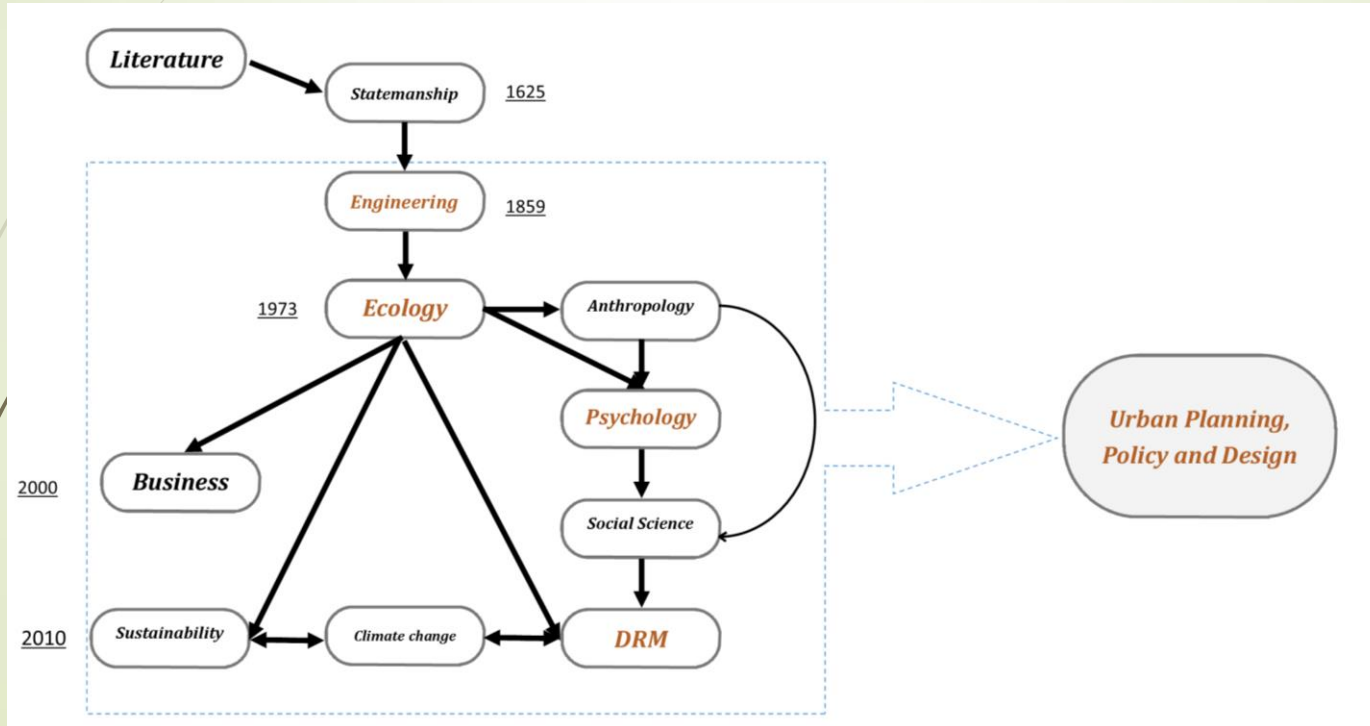 Literature
Statemanship
1625
Engineering
1859
1973
Ecology
Anthropology
Psychology
Business
2000
Social Science
2010
Sustainability
Climate change
DRM
Urban Planning,
Policy and Design